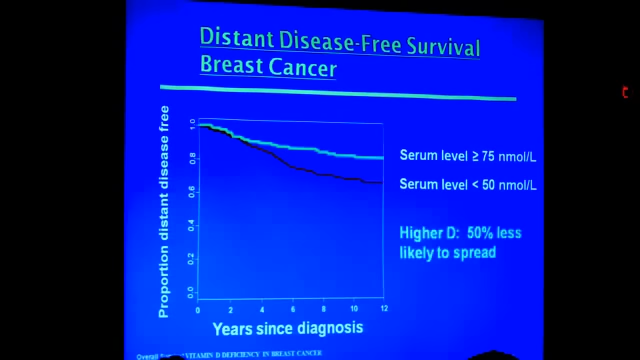 Distant Disease-Free Survival
Breast Cancer
Proportion distant disease free
1.0
0.8
0.6
0.4
0.2
0.0
0 2 4 6 8 10 12
Years since diagnosis
Serum level ≥ 75 nmol/L
Serum level < 50 nmol/L
Higher D: 50% less
likely to spread
Overall VITAMIN D DEFICIENCY IN BREAST CANCER